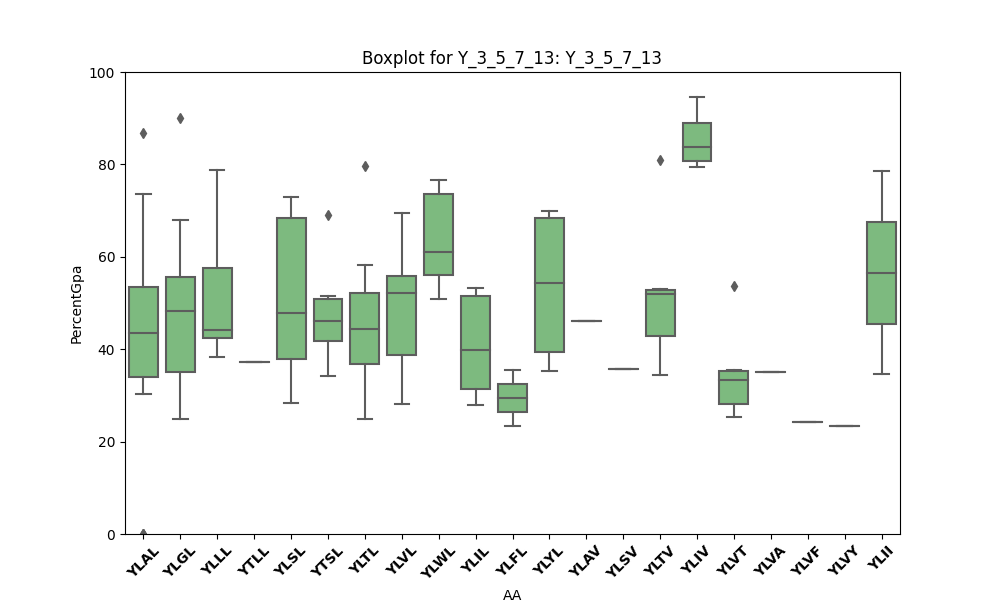 Boxplot for Y_3_5_7_13: Y_3_5_7_13
100
80
60
40
20
0
PercentGpa
YLAL YLGL YLLL YTLL YLSL YTSL YLTL YLVL YLWL YLIL YLFL YLYL YLAV YLSV YLTV YLIV YLVT YLVA YLVF YLVY YLII
AA